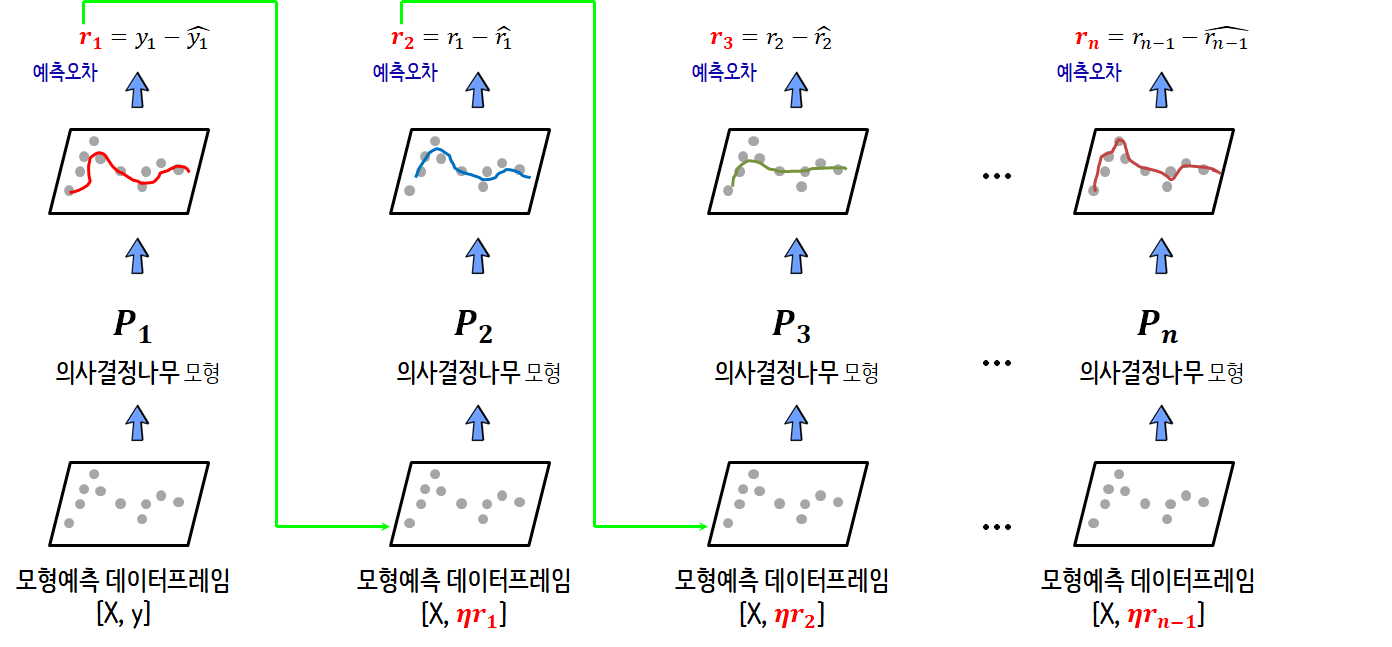 r₁ = y₁ − ŷ₁
r₂ = r₁ − r̂₁
r₃ = r₂ − r̂₂
rₙ = rₙ₋₁ − r̂ₙ₋₁
예측오차
예측오차
예측오차
예측오차
...
P₁
P₂
P₃
Pₙ
의사결정나무 모형
의사결정나무 모형
의사결정나무 모형
...
의사결정나무 모형
...
모형예측 데이터프레임
모형예측 데이터프레임
모형예측 데이터프레임
모형예측 데이터프레임
[X, y]
[X, ηr₁]
[X, ηr₂]
[X, ηrₙ₋₁]